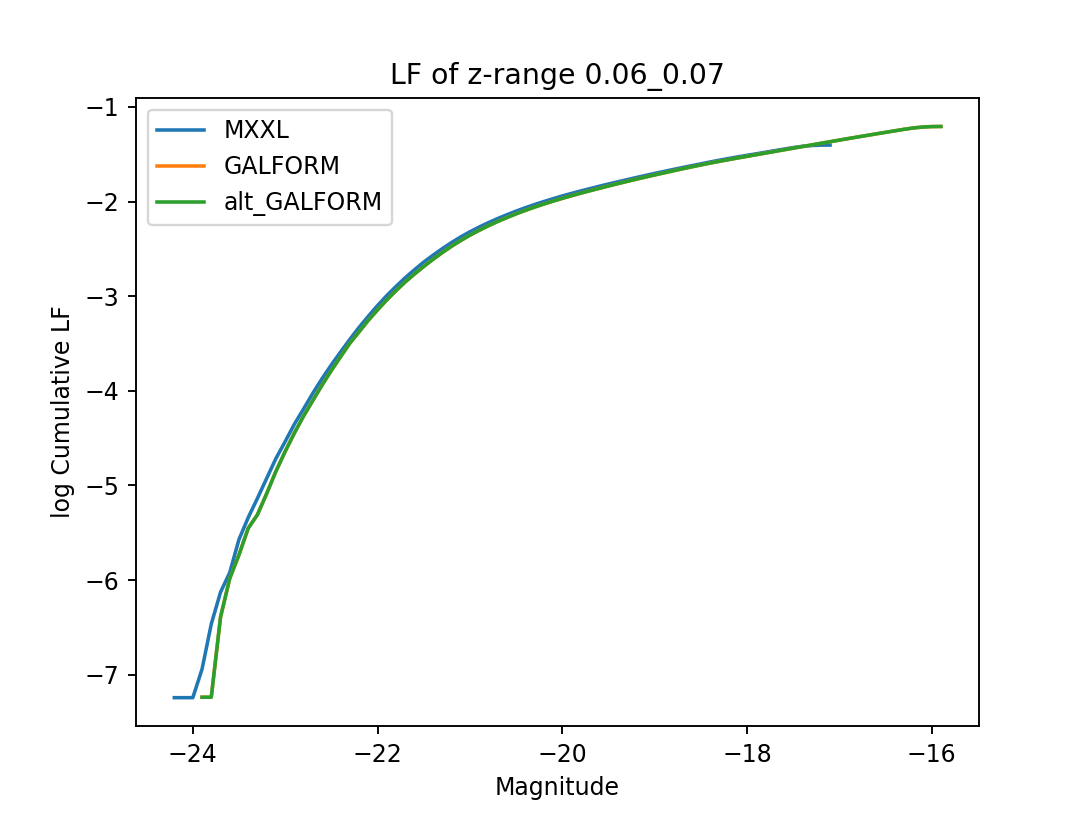 LF of z-range 0.06_0.07
MXXL
GALFORM
alt_GALFORM
−1
−2
−3
−4
−5
−6
−7
log Cumulative LF
−24
−22
−20
−18
−16
Magnitude